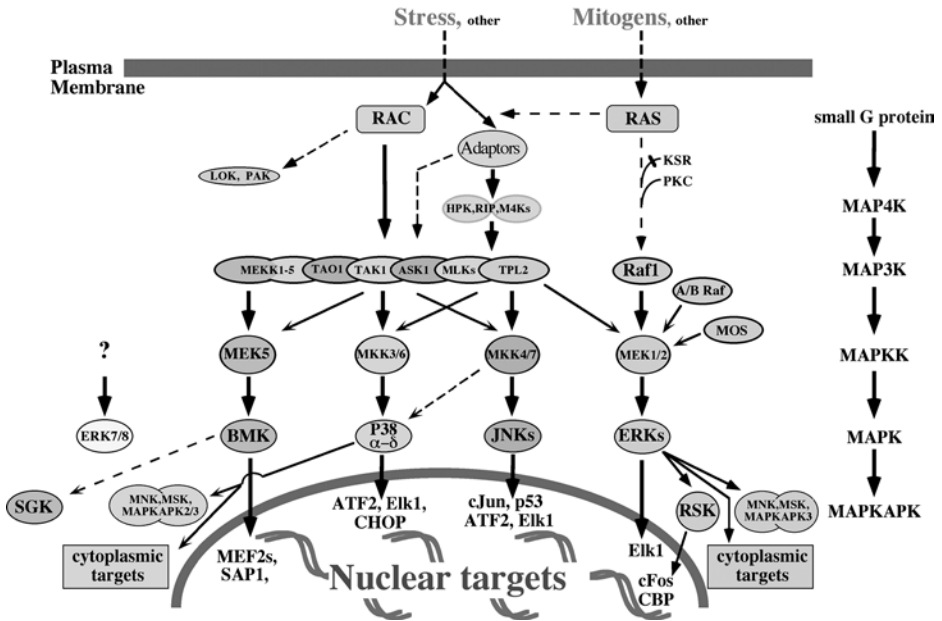 Stress, other
Mitogens, other
Plasma
Membrane
RAC
RAS
small G protein
Adaptors
LOK, PAK
KSR
PKC
HPK,RIP,M4Ks
MAP4K
MEKK1-5
TAO1
TAK1
ASK1
MLKs
TPL2
Raf1
MAP3K
A/B Raf
MOS
?
MEK5
MKK3/6
MKK4/7
MEK1/2
MAPKK
ERK7/8
BMK
P38
α-δ
JNKs
ERKs
MAPK
SGK
MNK,MSK,
MAPKAPK2/3
ATF2, Elk1,
CHOP
cJun, p53
ATF2, Elk1
RSK
MNK,MSK,
MAPKAPK3
MAPKAPK
cytoplasmic
targets
MEF2s,
SAP1,
Elk1
cytoplasmic
targets
Nuclear targets
cFos
CBP